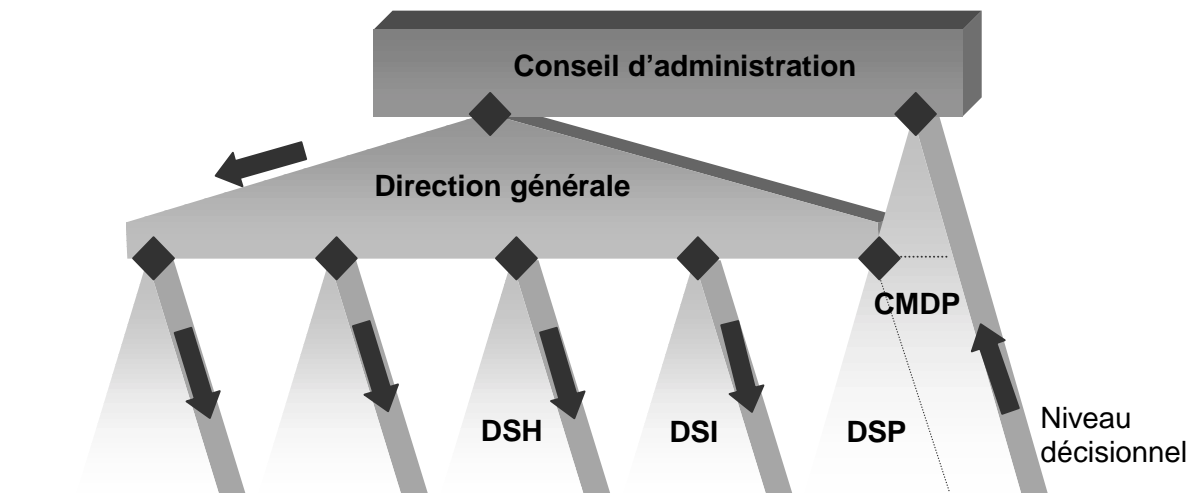 Conseil d'administration
Direction générale
CMDP
DSH
DSI
DSP
Niveau
décisionnel